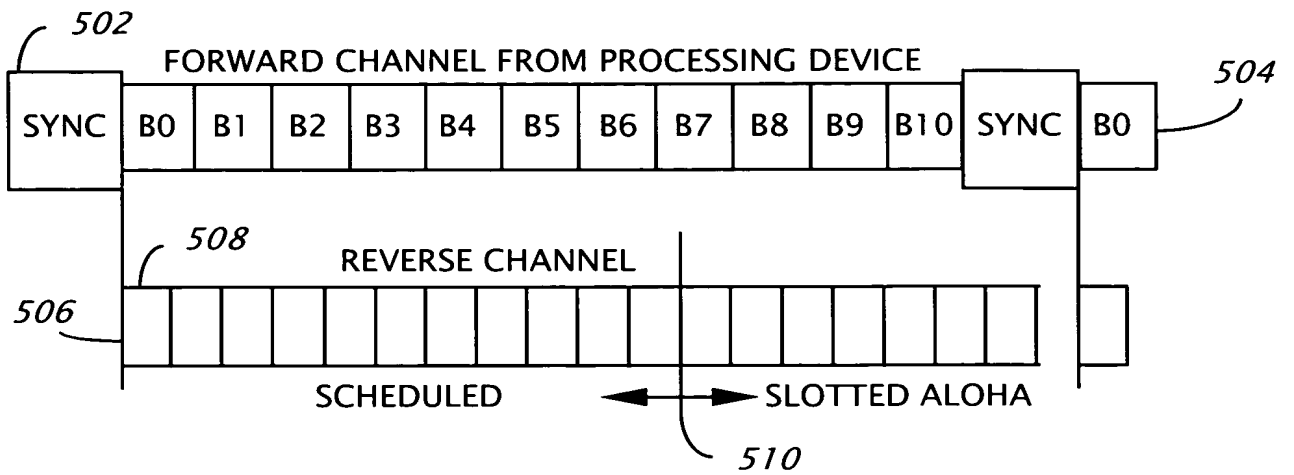 502
FORWARD CHANNEL FROM PROCESSING DEVICE
504
SYNC B0 B1 B2 B3 B4 B5 B6 B7 B8 B9 B10 SYNC B0
508
REVERSE CHANNEL
506
SCHEDULED SLOTTED ALOHA
510